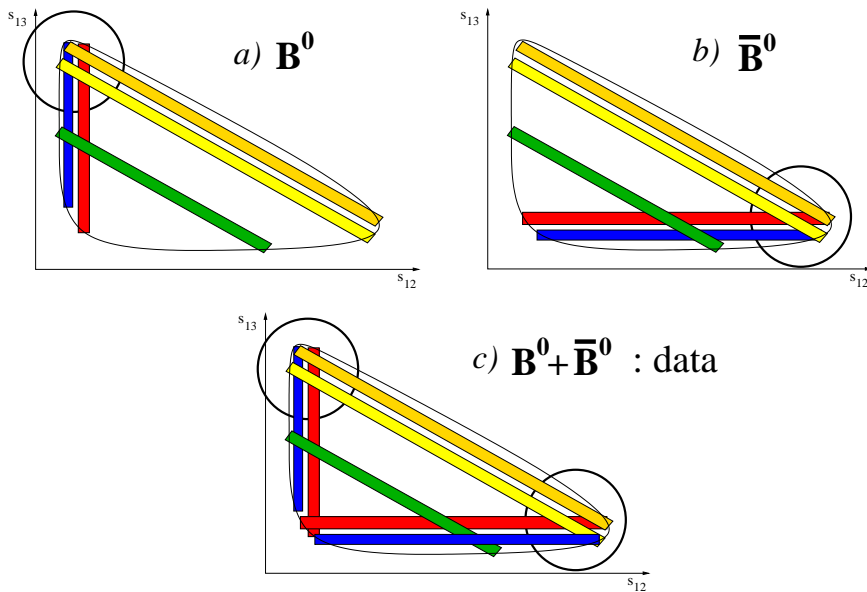 s₁₃
a) B⁰
s₁₂
s₁₃
b) B̅⁰
s₁₂
s₁₃
c) B⁰+B̅⁰ : data
s₁₂